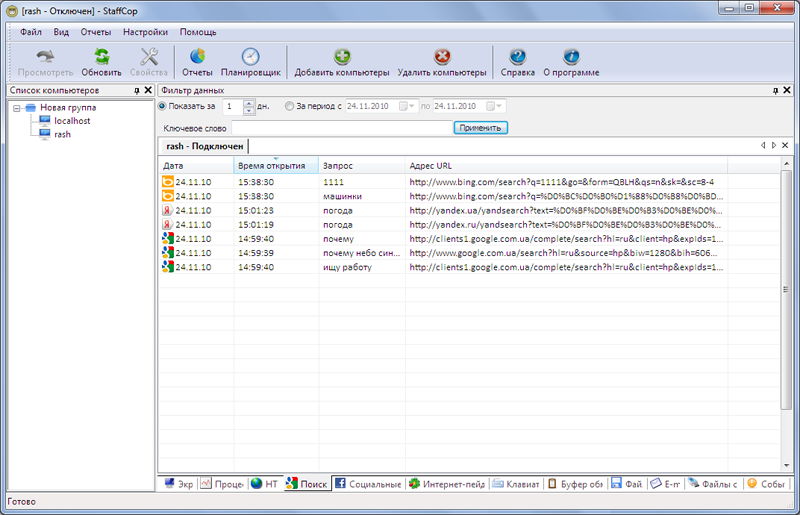 [rash - Отключен] - StaffCop
Файл Вид Отчеты Настройки Помощь
Просмотреть Обновить Свойства Отчеты Планировщик Добавить компьютеры Удалить компьютеры Справка О программе
Список компьютеров
Новая группа
localhost
rash
Фильтр данных
Показать за 1 дн. За период с 24.11.2010 по 24.11.2010
Ключевое слово Применить
rash - Подключен
Дата Время открытия Запрос Адрес URL
24.11.10 15:38:30 1111 http://www.bing.com/search?q=1111&go=&form=QBLH&qs=n&sk=&sc=8-4
24.11.10 15:38:30 машинки http://www.bing.com/search?q=%D0%BC%D0%B0%D1%88%D0%B8%D0%BD...
24.11.10 15:01:23 погода http://yandex.ua/yandsearch?text=%D0%BF%D0%BE%D0%B3%D0%BE%D0%...
24.11.10 15:01:19 погода http://yandex.ru/yandsearch?text=%D0%BF%D0%BE%D0%B3%D0%BE%D0%...
24.11.10 14:59:40 почему http://clients1.google.com.ua/complete/search?hl=ru&client=hp&expIds=1...
24.11.10 14:59:39 почему небо син... http://www.google.com.ua/search?hl=ru&source=hp&biw=1280&bih=606...
24.11.10 14:59:40 ищу работу http://clients1.google.com.ua/complete/search?hl=ru&client=hp&expIds=1...
Экр Проце HT Поиск Социальные Интернет-пейд Клавиат Буфер обм Фай E-m Файлы с Собы
Готово